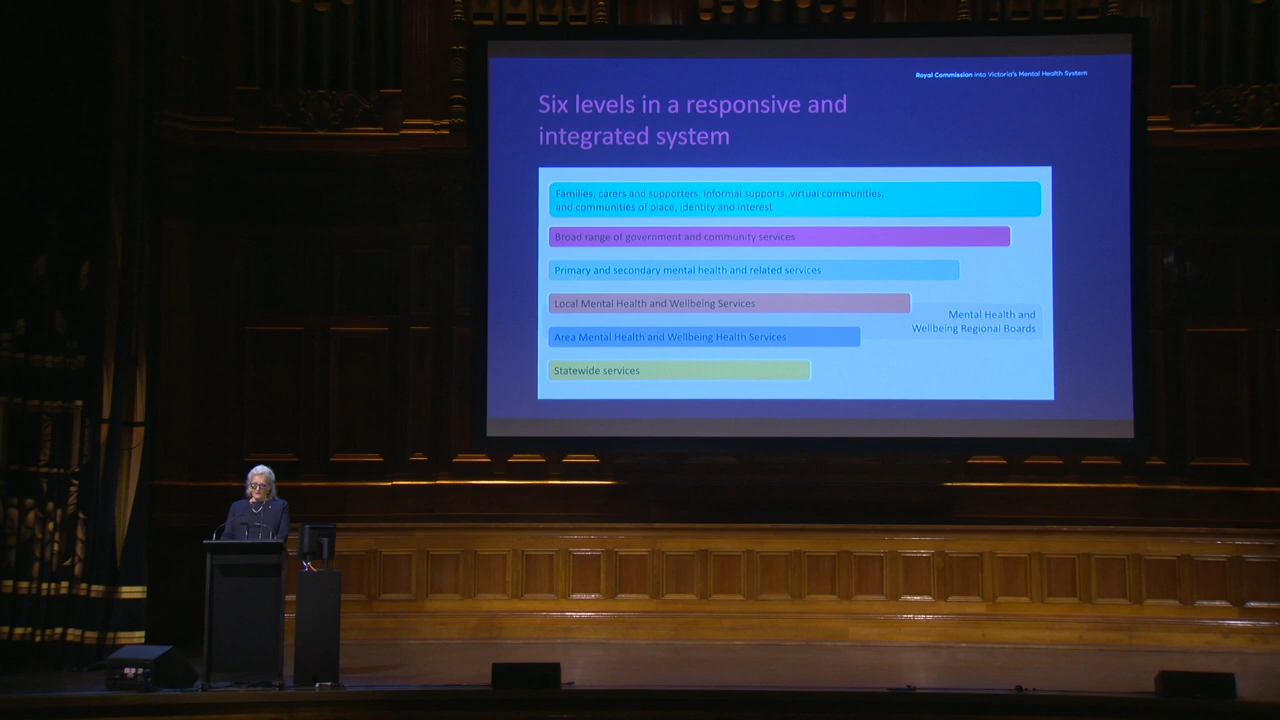 Royal Commission into Victoria's Mental Health System
Six levels in a responsive and
integrated system
Families, carers and supporters, informal supports, virtual communities,
and communities of place, identity and interest
Broad range of government and community services
Primary and secondary mental health and related services
Local Mental Health and Wellbeing Services
Mental Health and
Wellbeing Regional Boards
Area Mental Health and Wellbeing Health Services
Statewide services